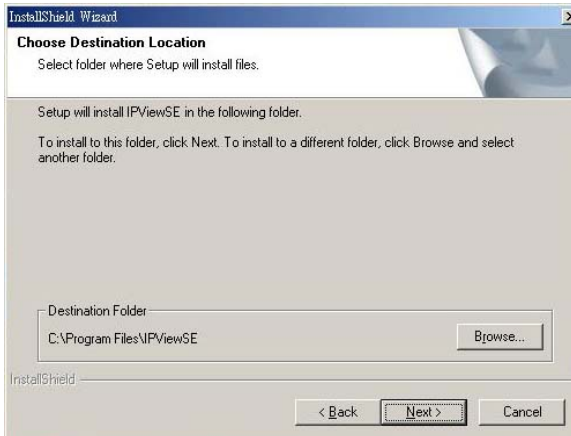 InstallShield Wizard
Choose Destination Location
Select folder where Setup will install files.
Setup will install IPViewSE in the following folder.
To install to this folder, click Next. To install to a different folder, click Browse and select
another folder.
Destination Folder
C:\Program Files\IPViewSE
Browse...
InstallShield
< Back
Next >
Cancel